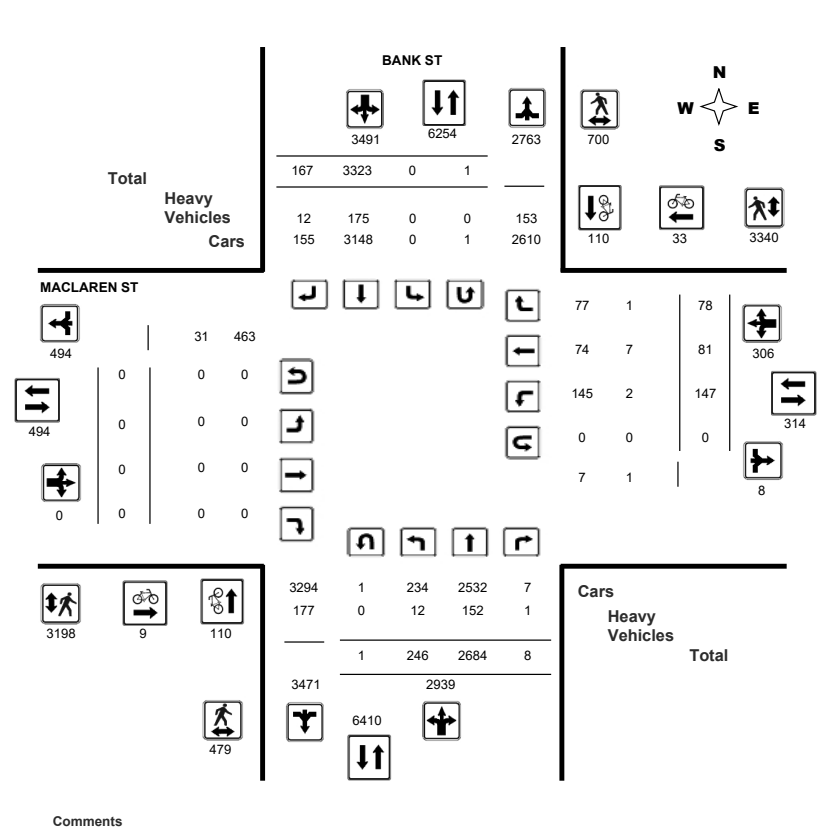 BANK ST
N
W E
S
3491 6254 2763 700
167 3323 0 1
Total
Heavy
Vehicles 12 175 0 0 153
Cars 155 3148 0 1 2610
110 33 3340
MACLAREN ST
77 1 78
494 31 463
74 7 81 306
0 0 0
145 2 147
494 0 0 0 314
0 0 0
0 0 0
7 1 8
0 0 0 0
3294 1 234 2532 7
177 0 12 152 1
Cars
Heavy
Vehicles
Total
3198 9 110
1 246 2684 8
3471 2939
6410
479
Comments